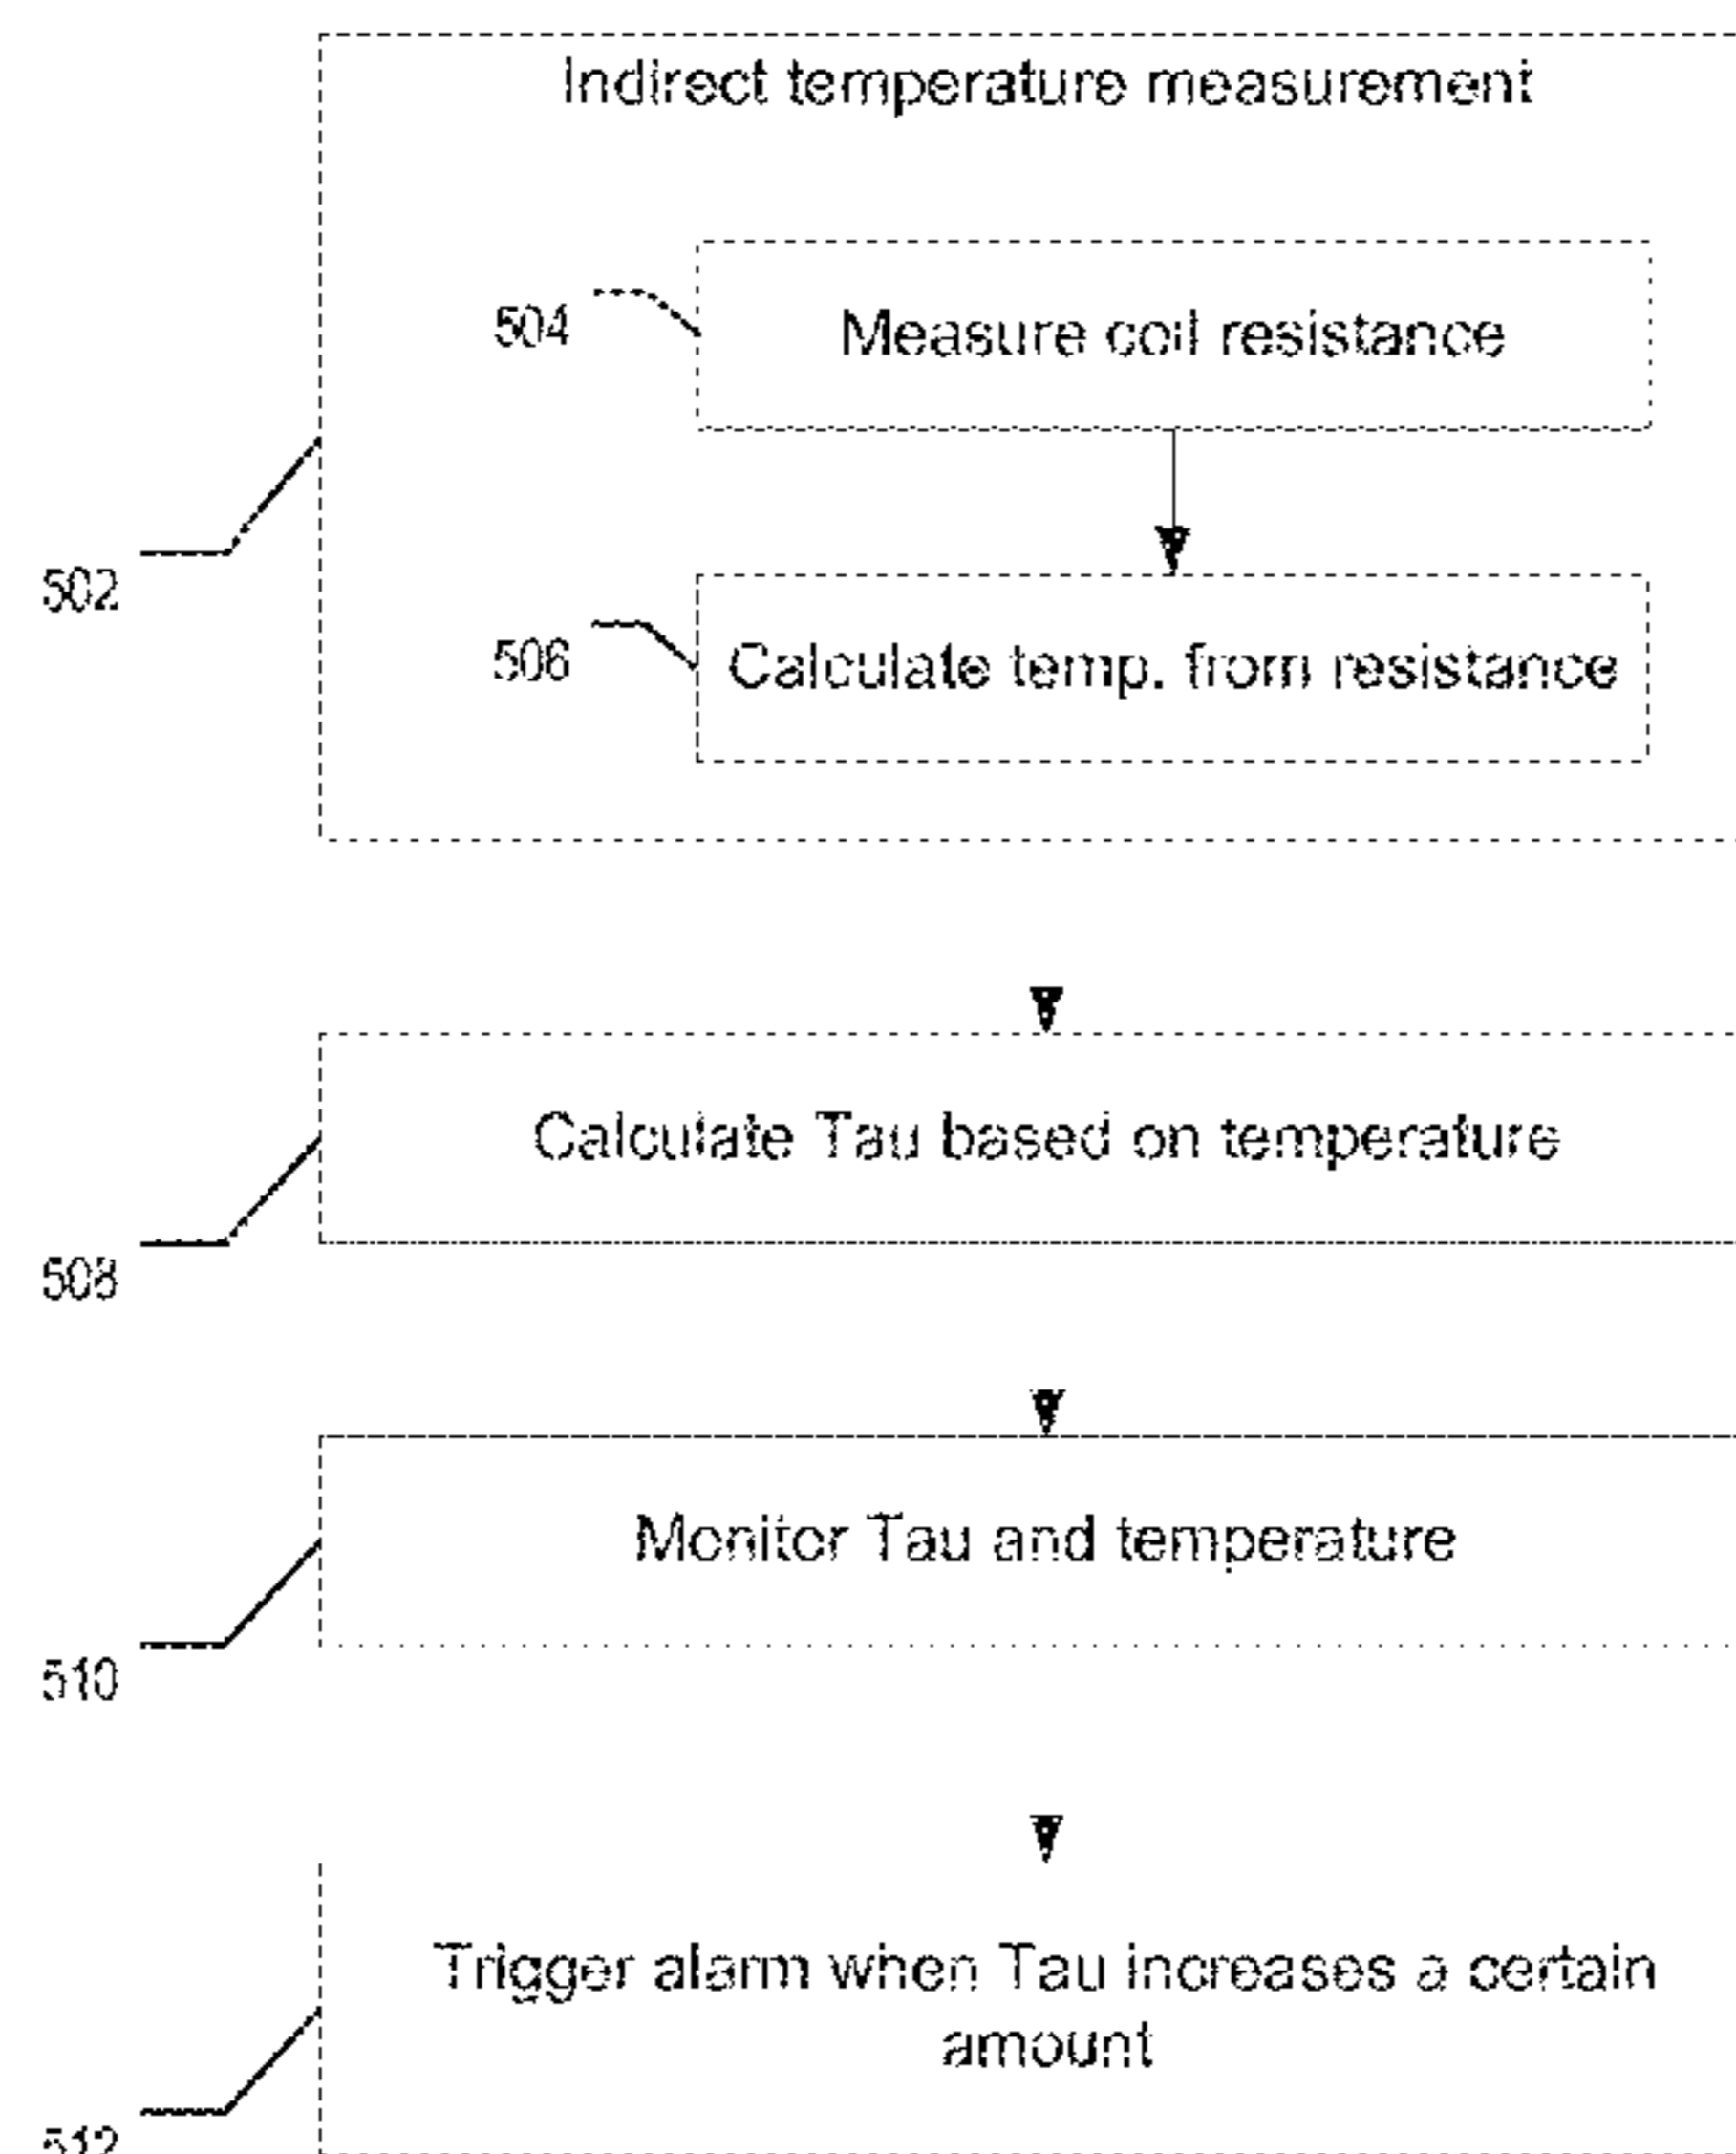 Indirect temperature measurement
504
Measure coil resistance
502
506
Calculate temp. from resistance
Calculate Tau based on temperature
508
Monitor Tau and temperature
510
Trigger alarm when Tau increases a certain
amount
512